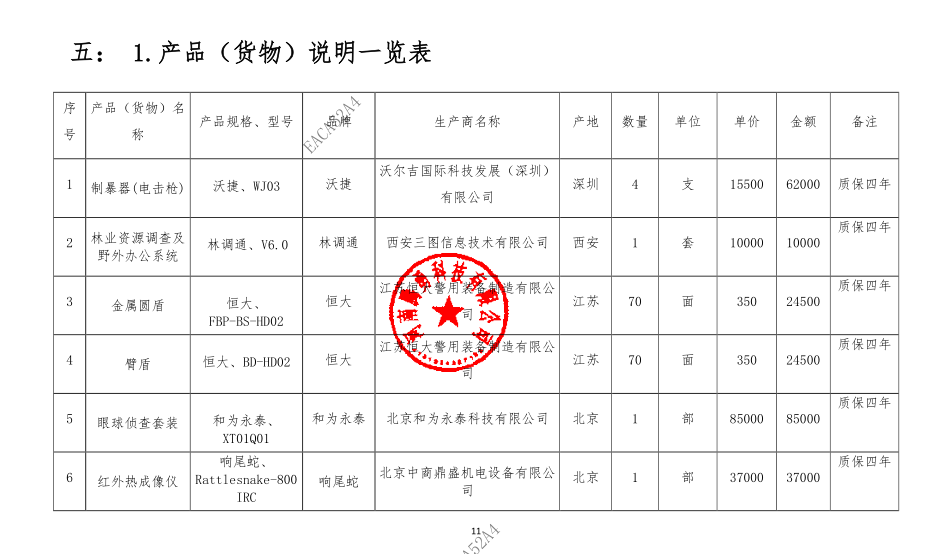 五： 1.产品（货物）说明一览表
序号 产品（货物）名称 产品规格、型号 品牌 生产商名称 产地 数量 单位 单价 金额 备注
1 制暴器(电击枪) 沃捷、WJ03 沃捷 沃尔吉国际科技发展（深圳）有限公司 深圳 4 支 15500 62000 质保四年
2 林业资源调查及野外办公系统 林调通、V6.0 林调通 西安三图信息技术有限公司 西安 1 套 10000 10000 质保四年
3 金属圆盾 恒大、FBP-BS-HD02 恒大 江苏恒大警用装备制造有限公司 江苏 70 面 350 24500 质保四年
4 臂盾 恒大、BD-HD02 恒大 江苏恒大警用装备制造有限公司 江苏 70 面 350 24500 质保四年
5 眼球侦查套装 和为永泰、XT01Q01 和为永泰 北京和为永泰科技有限公司 北京 1 部 85000 85000 质保四年
6 红外热成像仪 响尾蛇、Rattlesnake-800IRC 响尾蛇 北京中商鼎盛机电设备有限公司 北京 1 部 37000 37000 质保四年
11
EACA52A4
A52A4